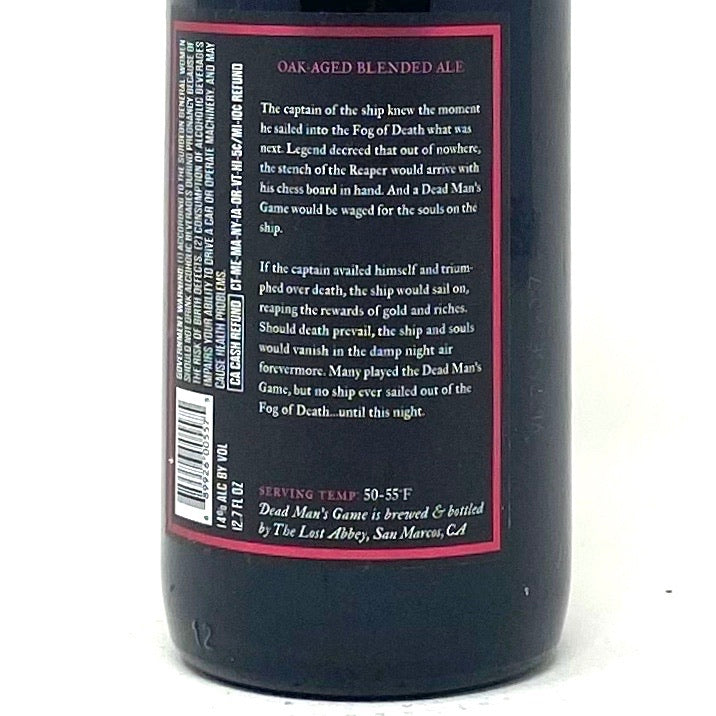 OAK-AGED BLENDED ALE
The captain of the ship knew the moment
he sailed into the Fog of Death what was
next. Legend decreed that out of nowhere,
the stench of the Reaper would arrive with
his chess board in hand. And a Dead Man's
Game would be waged for the souls on the
ship.
If the captain availed himself and trium-
phed over death, the ship would sail on,
reaping the rewards of gold and riches.
Should death prevail, the ship and souls
would vanish in the damp night air
forevermore. Many played the Dead Man's
Game, but no ship ever sailed out of the
Fog of Death...until this night.
SERVING TEMP: 50-55°F
Dead Man's Game is brewed & bottled
by The Lost Abbey, San Marcos, CA
GOVERNMENT WARNING: (1) ACCORDING TO THE SURGEON GENERAL, WOMEN
SHOULD NOT DRINK ALCOHOLIC BEVERAGES DURING PREGNANCY BECAUSE OF
THE RISK OF BIRTH DEFECTS. (2) CONSUMPTION OF ALCOHOLIC BEVERAGES
IMPAIRS YOUR ABILITY TO DRIVE A CAR OR OPERATE MACHINERY, AND MAY
CAUSE HEALTH PROBLEMS.
CA CASH REFUND CT-ME-MA-NY-IA-OR-VT-HI-5C/MI-10C REFUND
14% ALC BY VOL
12.7 FL OZ
6 89926 00557 3
12